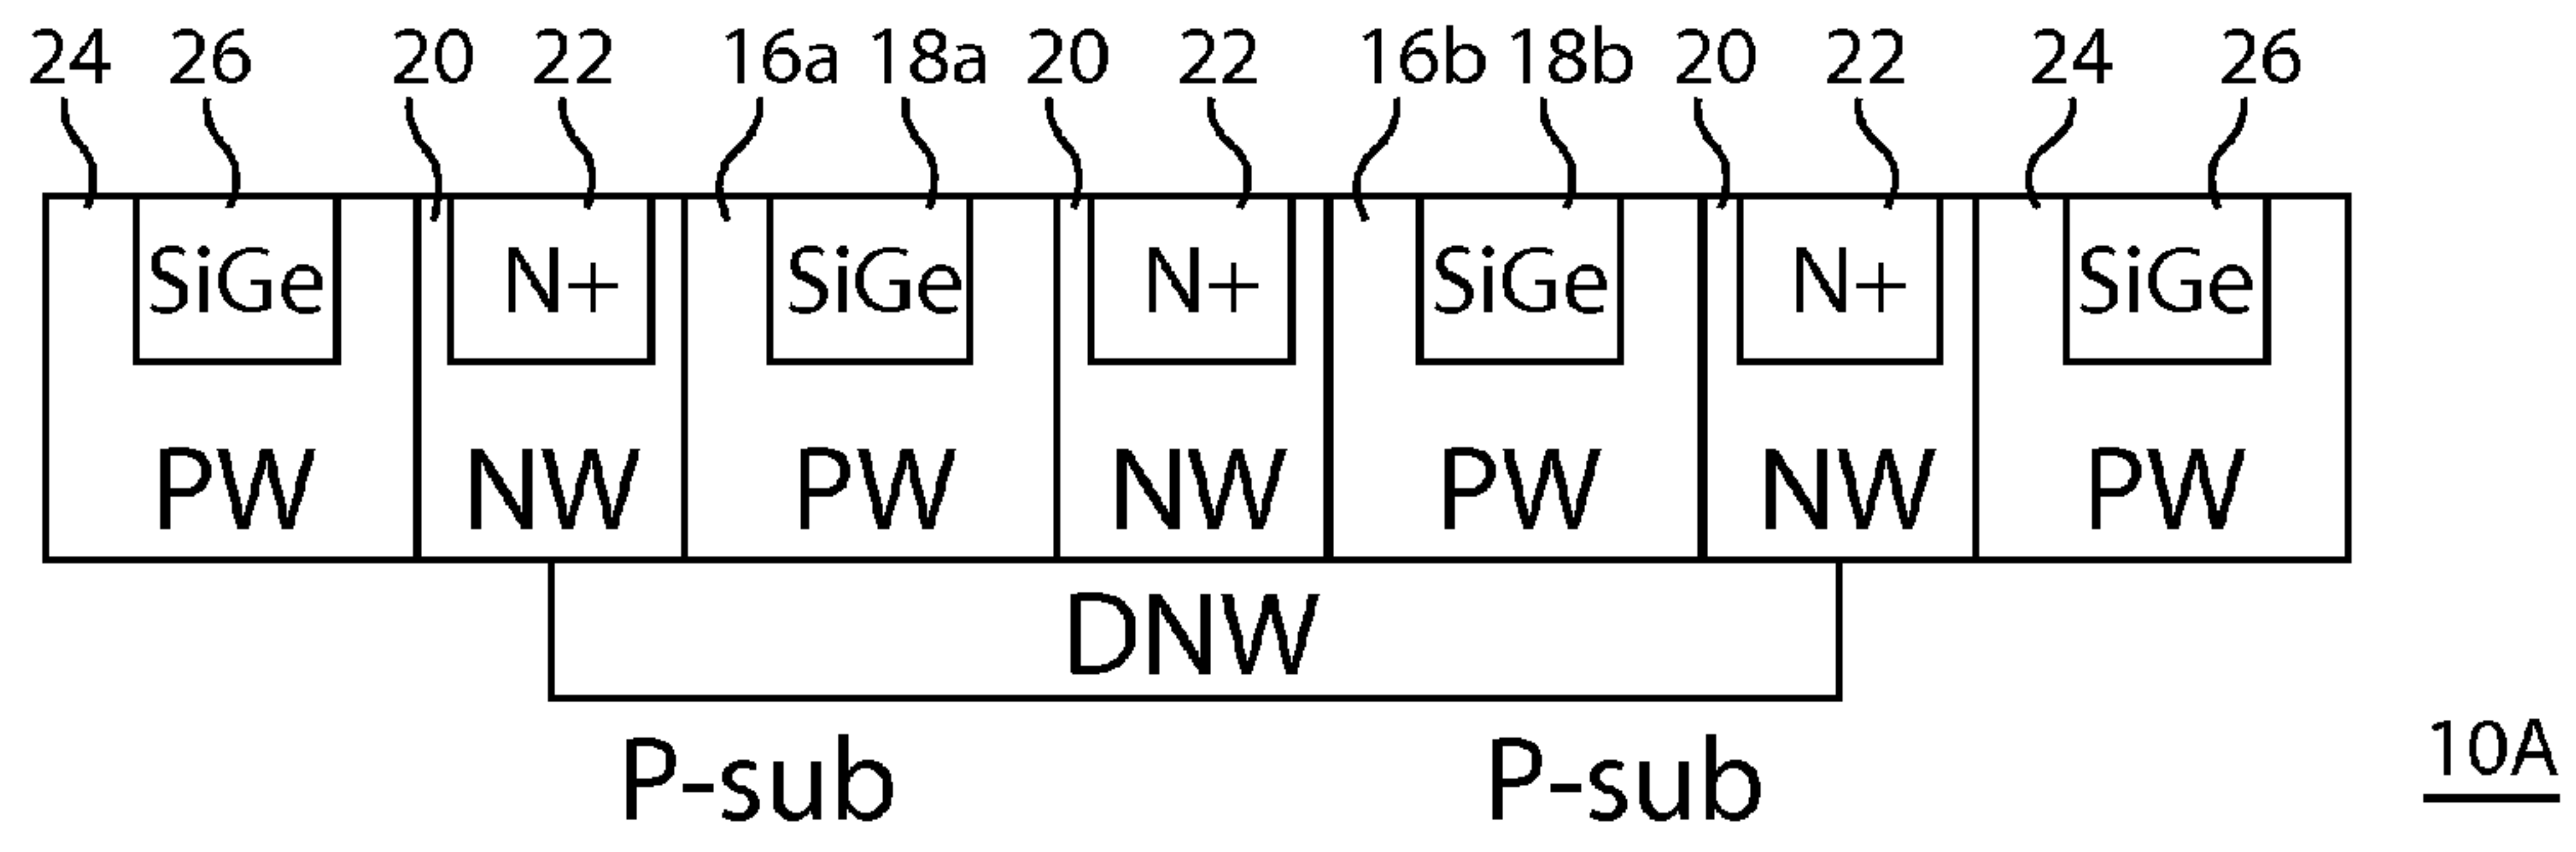 24 26 20 22 16a 18a 20 22 16b 18b 20 22 24 26
SiGe N+ SiGe N+ SiGe N+ SiGe
PW NW PW NW PW NW PW
DNW
P-sub P-sub
10A